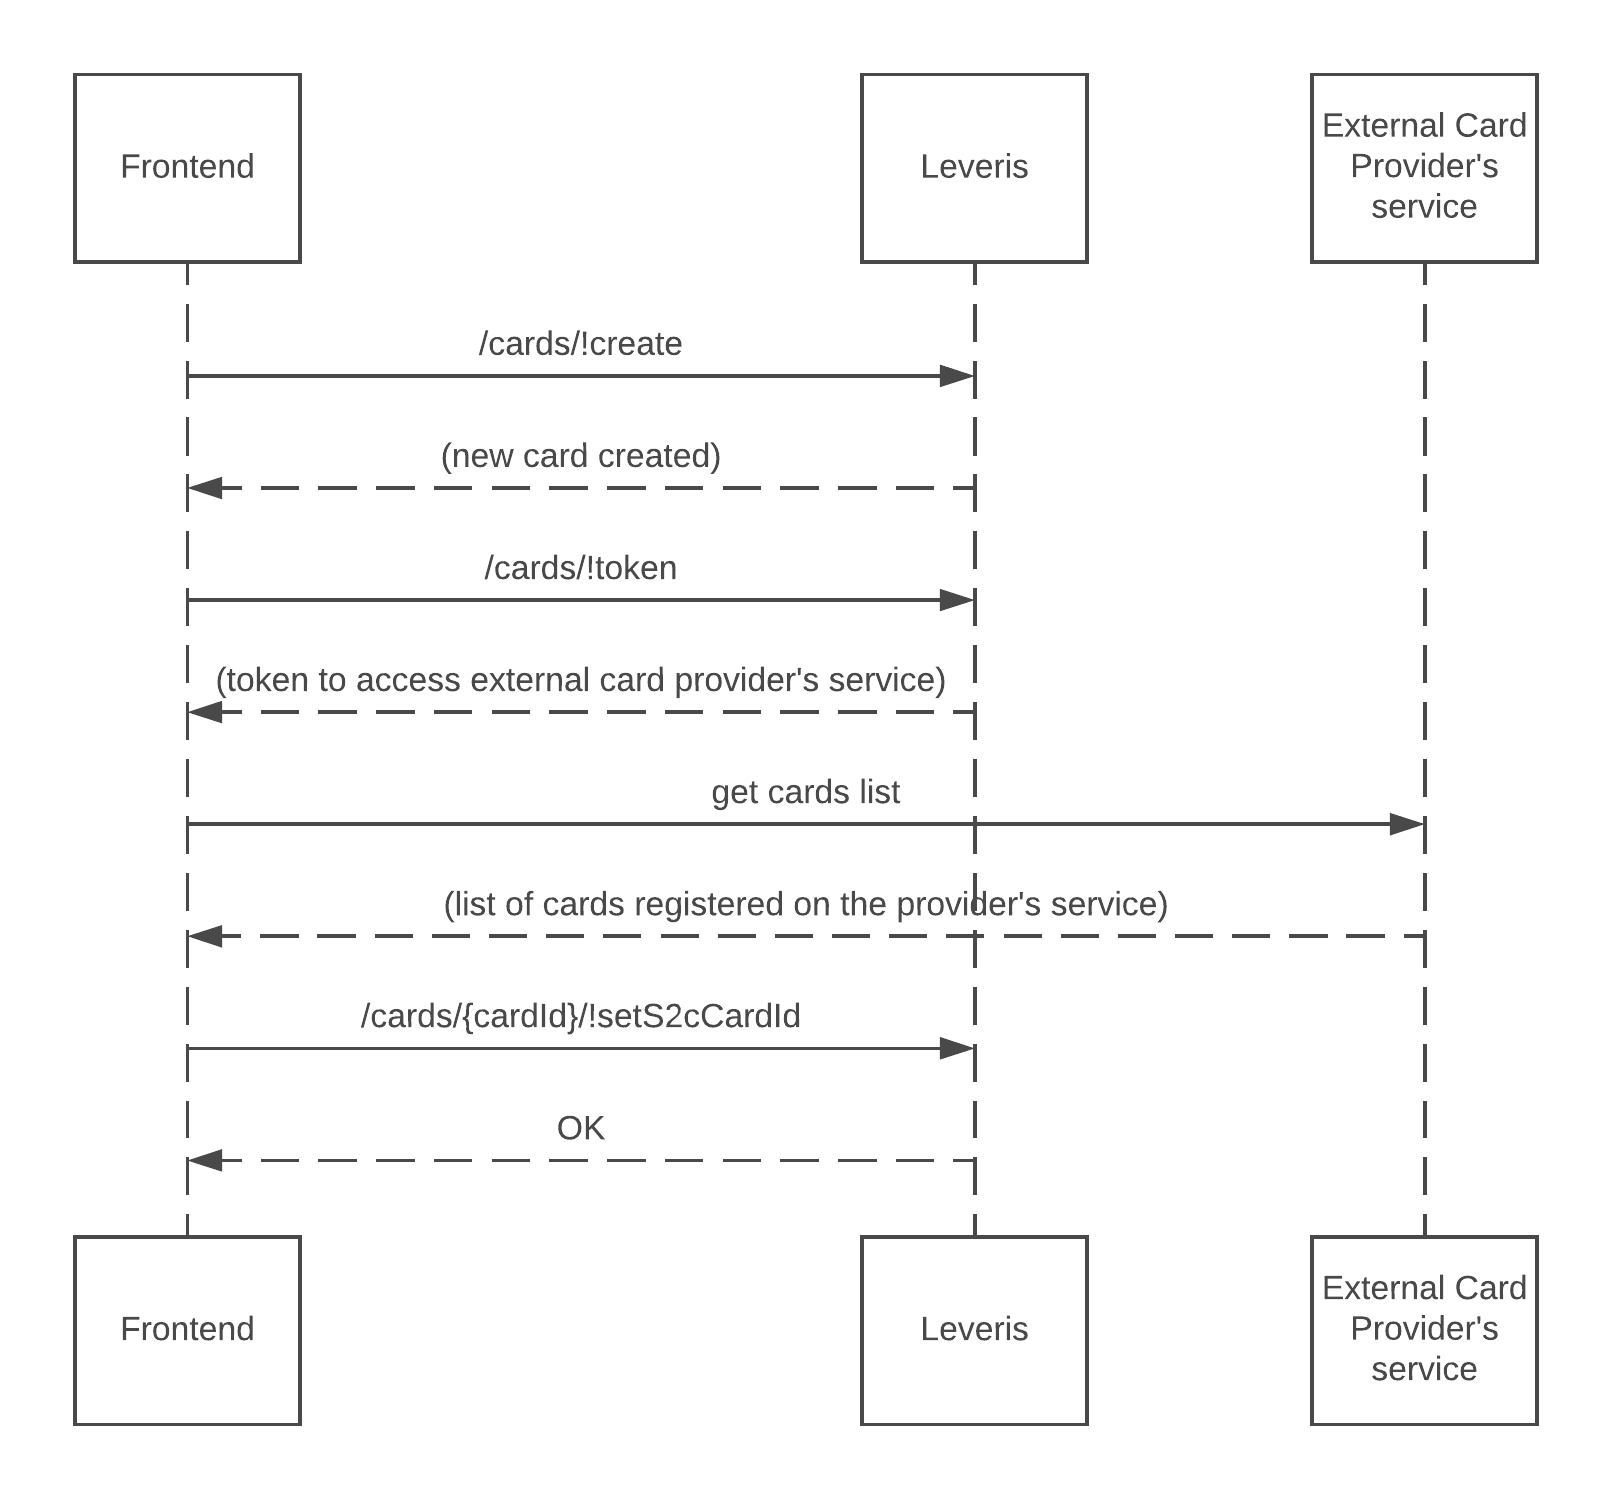 Frontend
Leveris
External Card
Provider's
service
/cards/!create
(new card created)
/cards/!token
(token to access external card provider's service)
get cards list
(list of cards registered on the provider's service)
/cards/{cardId}/!setS2cCardId
OK
Frontend
Leveris
External Card
Provider's
service